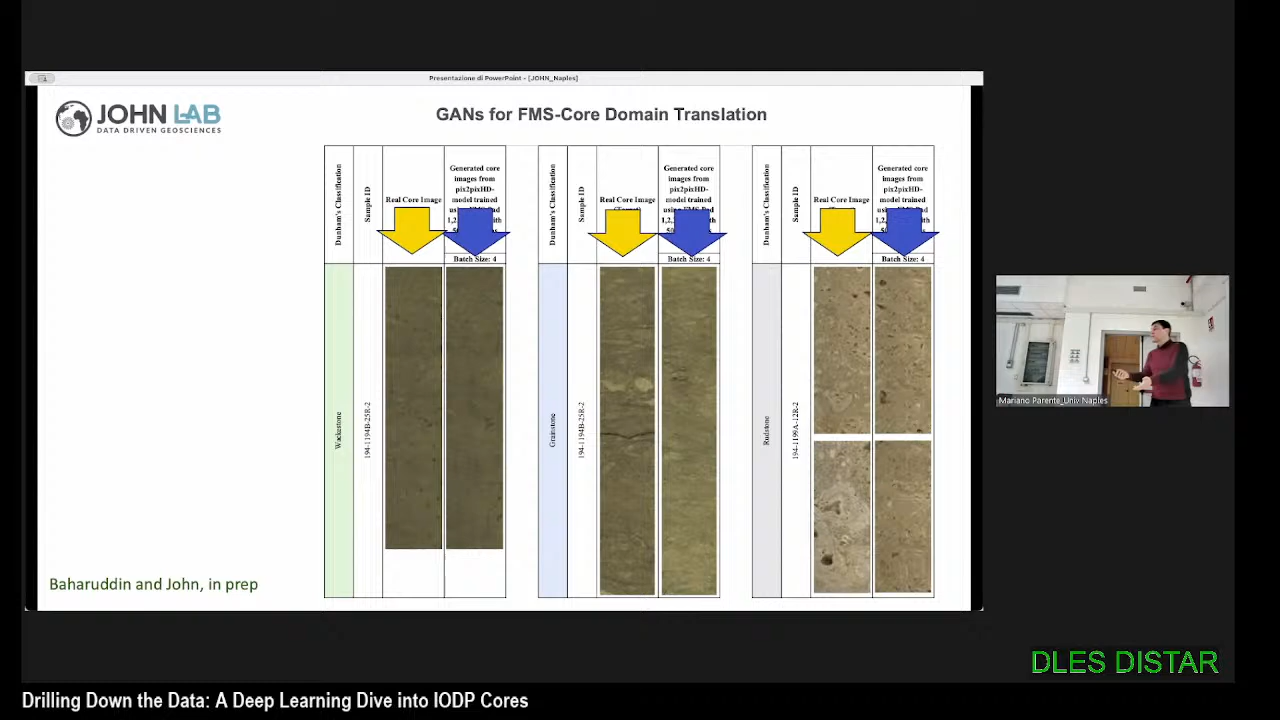 Presentazione di PowerPoint - [JOHN_Naples]
JOHN LAB
DATA DRIVEN GEOSCIENCES
GANs for FMS-Core Domain Translation
Dunham's Classification
Sample ID
Real Core Image
Generated core
images from
pix2pixHD-
model trained
Batch Size: 4
Wackestone
194-1194B-25R-2
Dunham's Classification
Sample ID
Real Core Image
Generated core
images from
pix2pixHD-
model trained
Batch Size: 4
Grainstone
194-1194B-25R-2
Dunham's Classification
Sample ID
Real Core Image
Generated core
images from
pix2pixHD-
model trained
Batch Size: 4
Rudstone
194-1199A-12R-2
Baharuddin and John, in prep
Mariano Parente_Univ Naples
DLES DISTAR
Drilling Down the Data: A Deep Learning Dive into IODP Cores